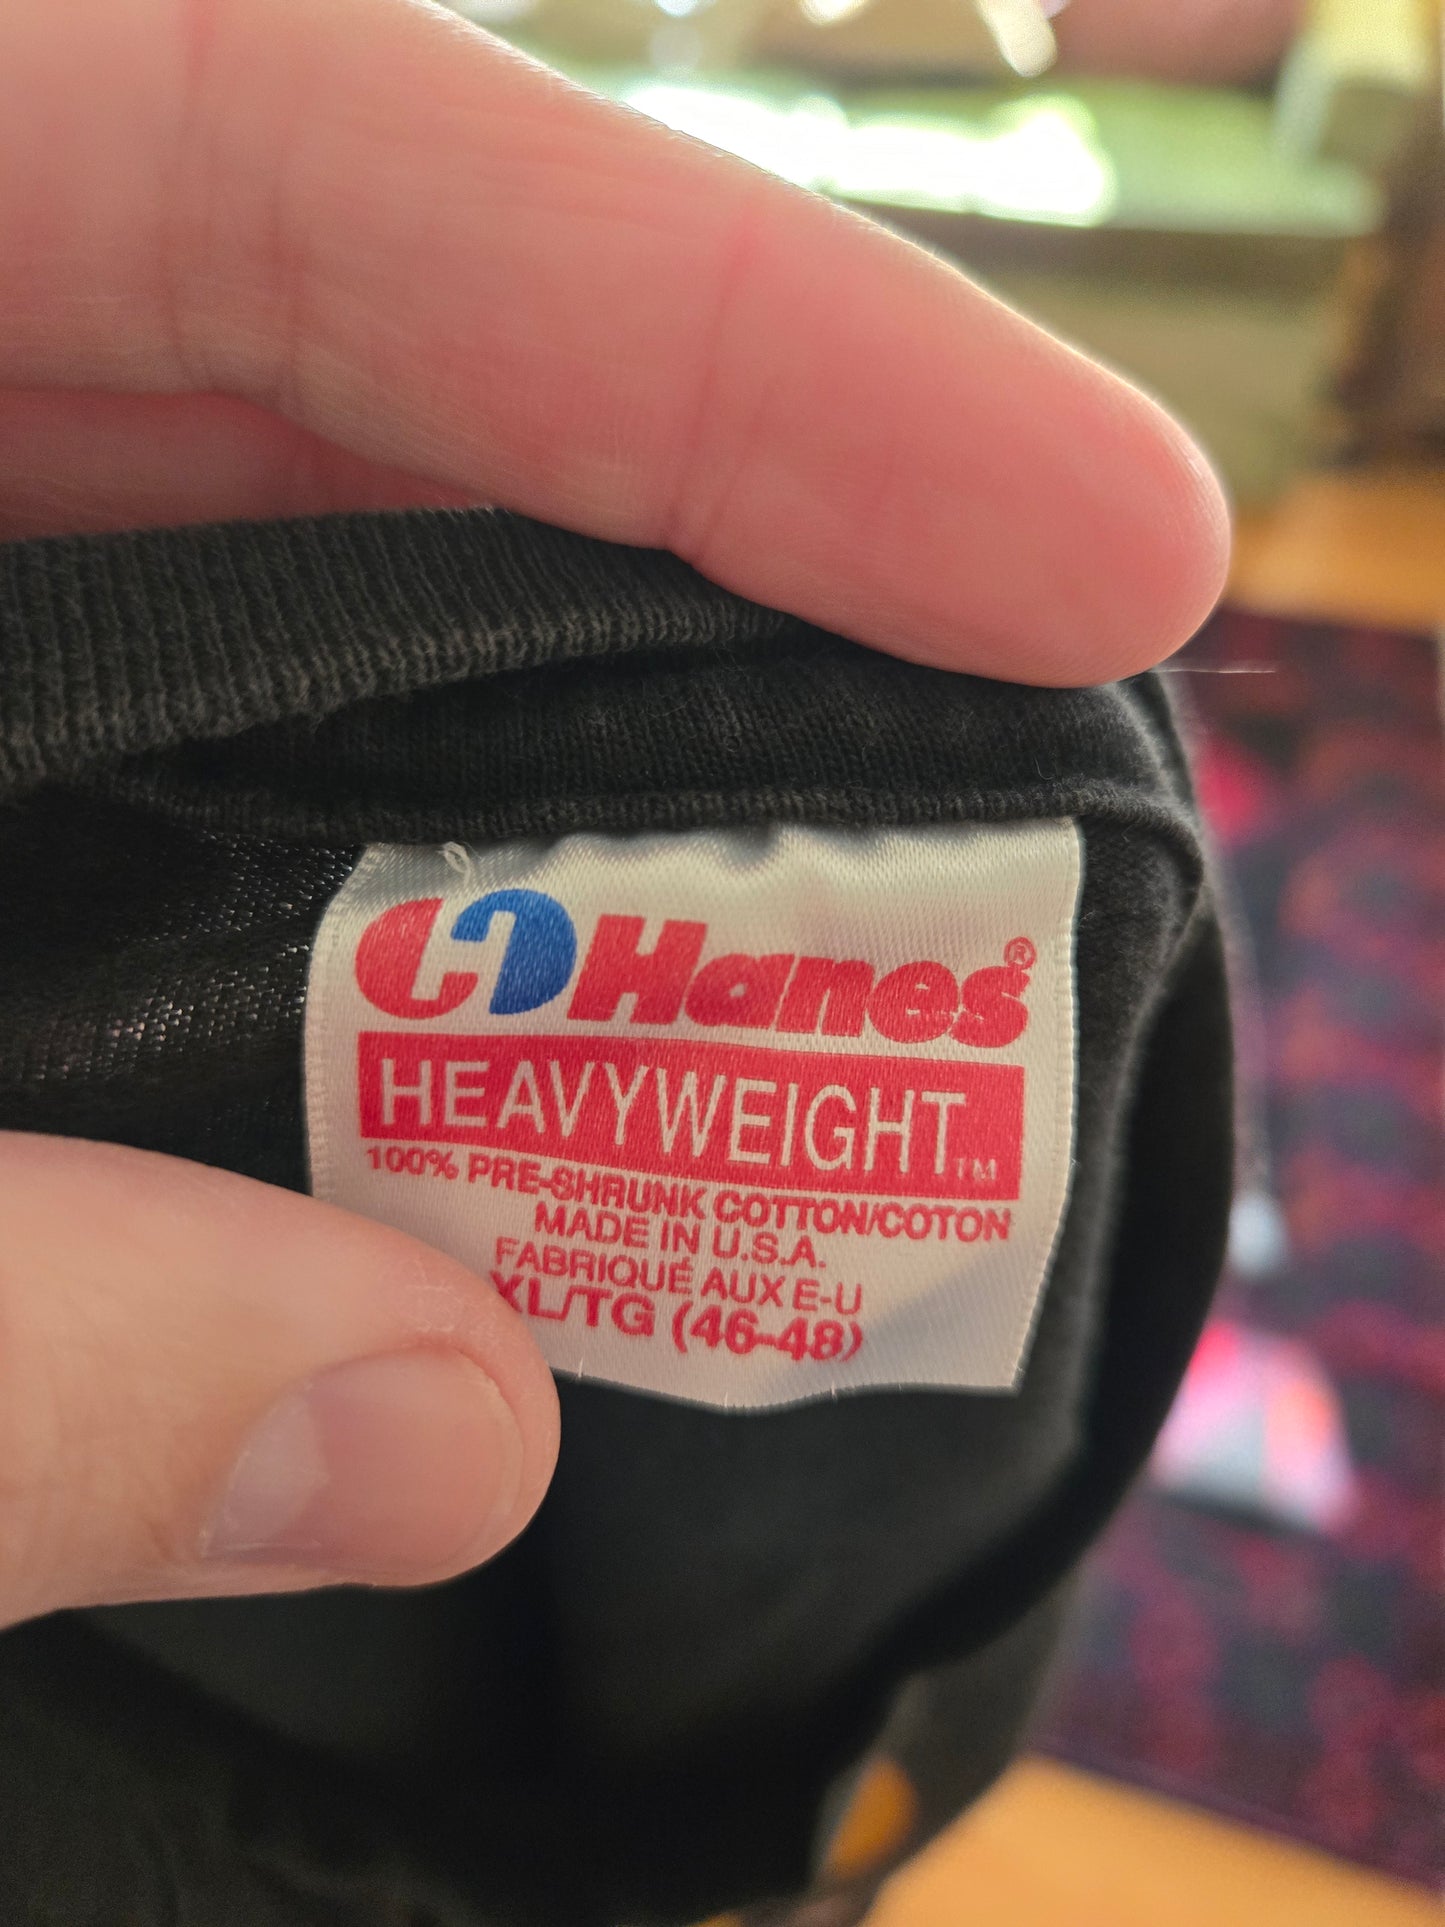 Hanes®
HEAVYWEIGHT™
100% PRE-SHRUNK COTTON/COTON
MADE IN U.S.A.
FABRIQUÉ AUX E-U
XL/TG (46-48)